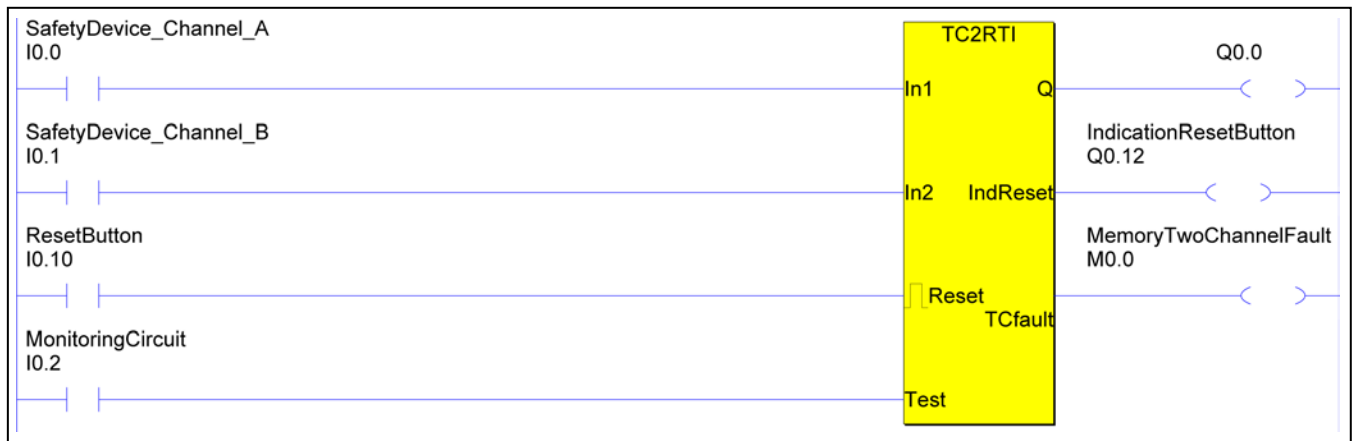 SafetyDevice_Channel_A
I0.0
TC2RTI
Q0.0
In1
Q
SafetyDevice_Channel_B
I0.1
IndicationResetButton
Q0.12
In2
IndReset
ResetButton
I0.10
MemoryTwoChannelFault
M0.0
Reset
TCfault
MonitoringCircuit
I0.2
Test